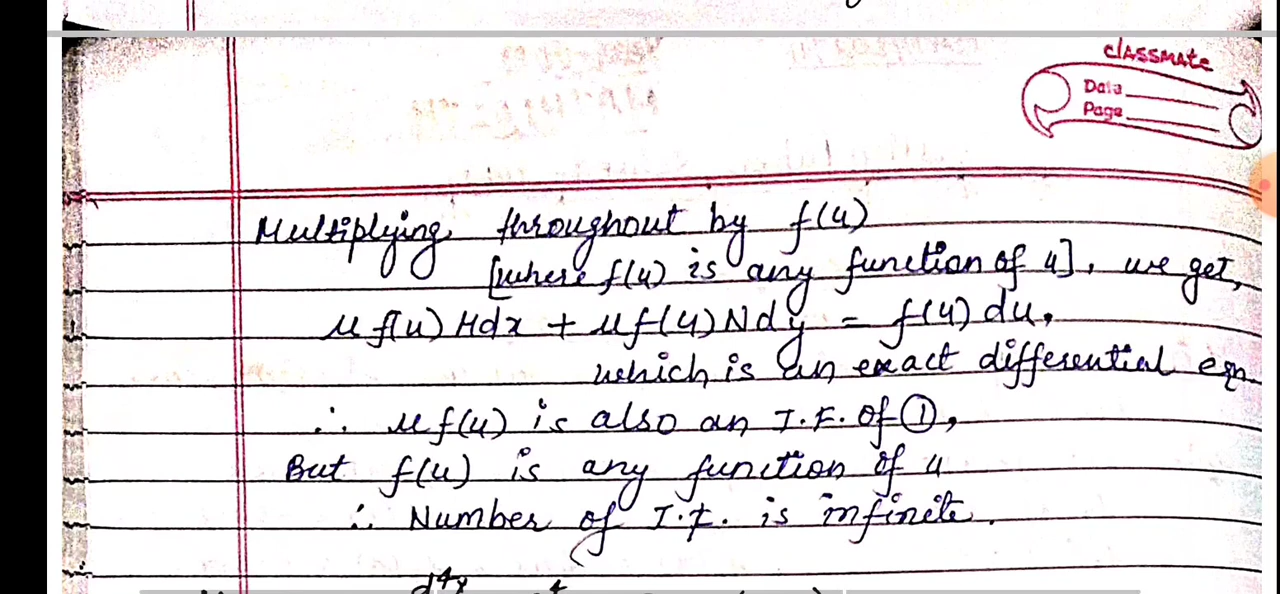 classmate
Date
Page
Multiplying throughout by f(u)
[where f(u) is any function of u], we get,
μ f(u) Mdx + μ f(u) Ndy = f(u) du,
which is an exact differential eqn.
∴ μ f(u) is also an I.F. of ①,
But f(u) is any function of u
∴ Number of I.F. is infinite.